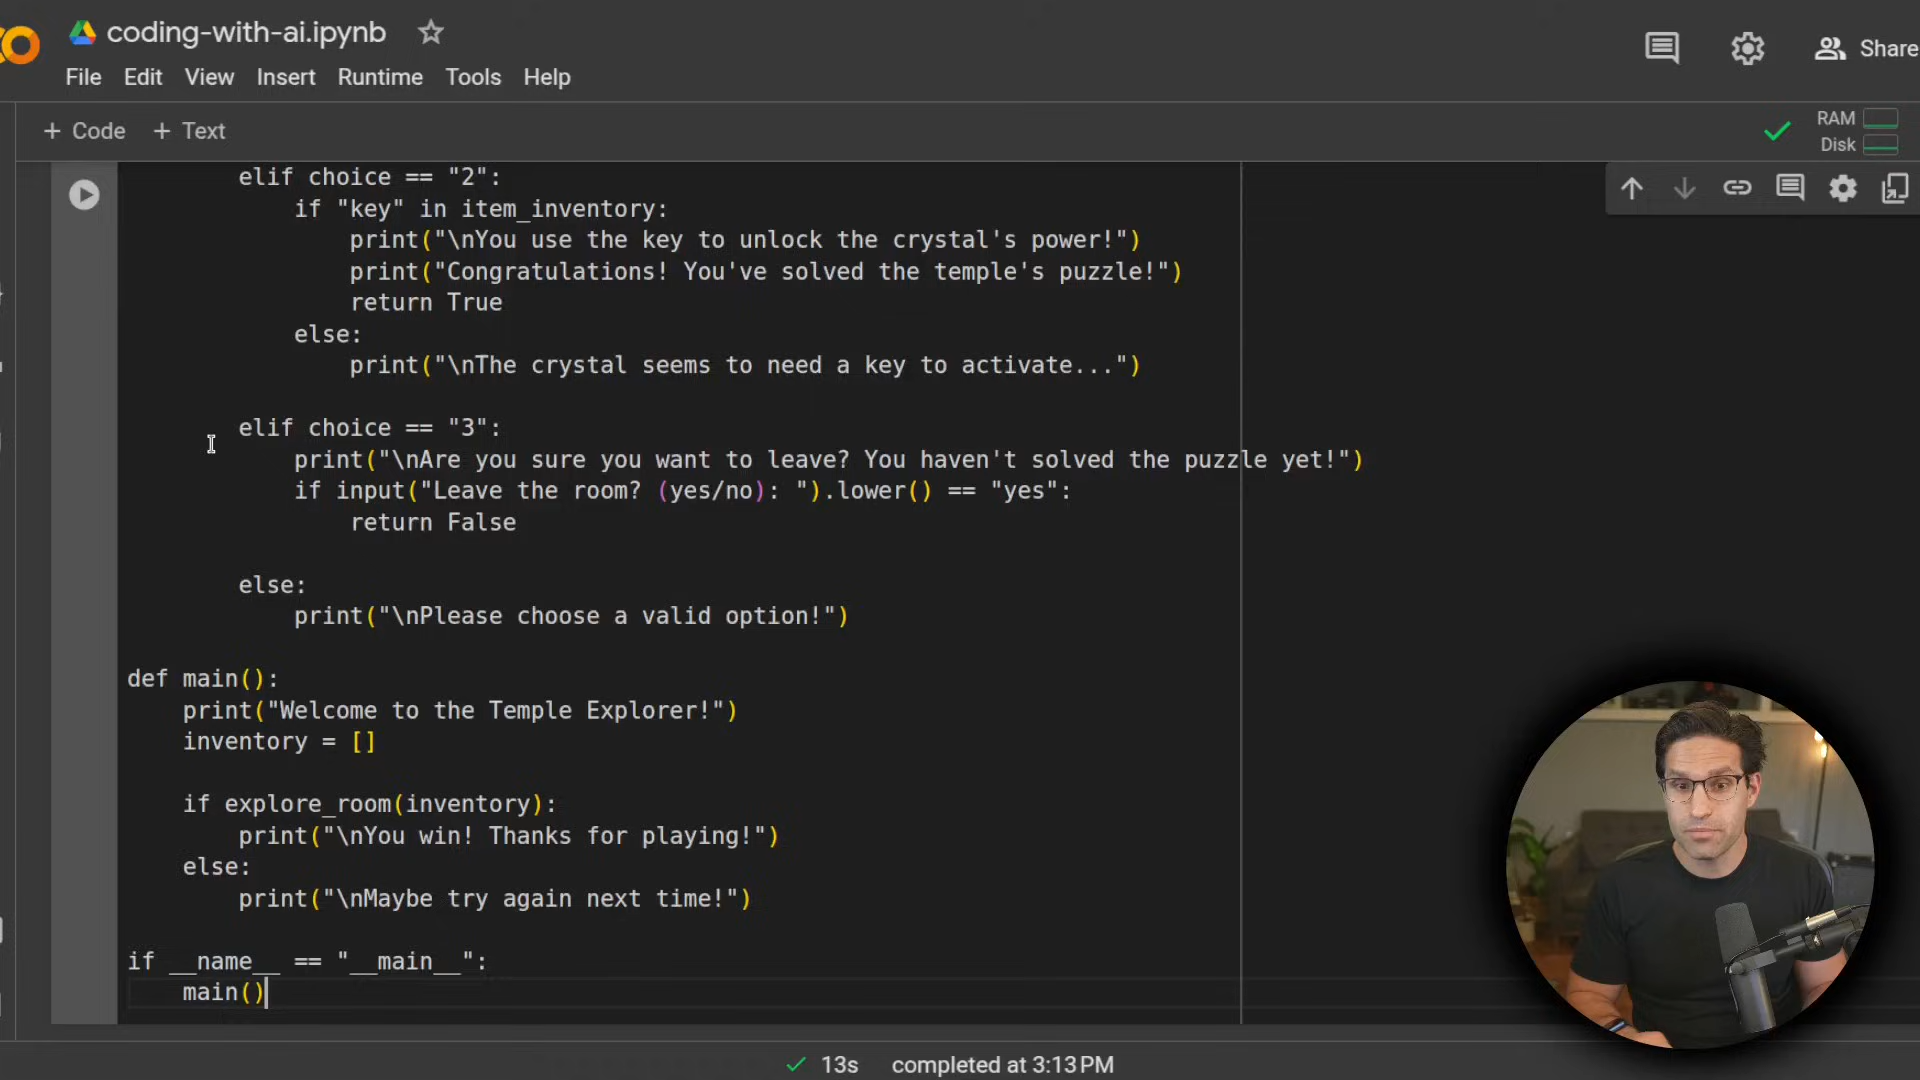 coding-with-ai.ipynb
File Edit View Insert Runtime Tools Help
Share
+ Code + Text
RAM
Disk
elif choice == "2":
if "key" in item_inventory:
print("\nYou use the key to unlock the crystal's power!")
print("Congratulations! You've solved the temple's puzzle!")
return True
else:
print("\nThe crystal seems to need a key to activate...")
elif choice == "3":
print("\nAre you sure you want to leave? You haven't solved the puzzle yet!")
if input("Leave the room? (yes/no): ").lower() == "yes":
return False
else:
print("\nPlease choose a valid option!")
def main():
print("Welcome to the Temple Explorer!")
inventory = []
if explore_room(inventory):
print("\nYou win! Thanks for playing!")
else:
print("\nMaybe try again next time!")
if __name__ == "__main__":
main()
13s completed at 3:13 PM